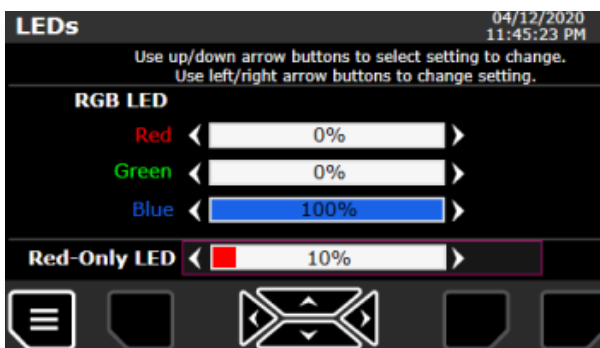 LEDs
04/12/2020
11:45:23 PM
Use up/down arrow buttons to select setting to change.
Use left/right arrow buttons to change setting.
RGB LED
Red 0%
Green 0%
Blue 100%
Red-Only LED 10%